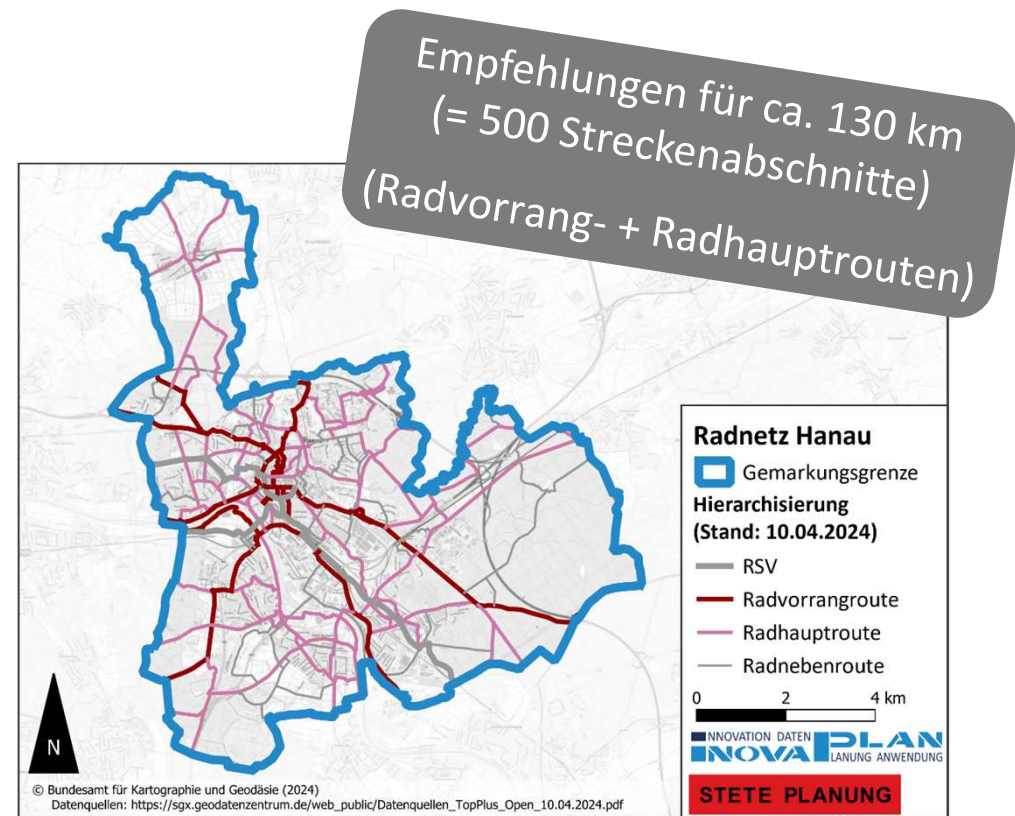 Empfehlungen für ca. 130 km
(= 500 Streckenabschnitte)
(Radvorrang- + Radhauptrouten)
Radnetz Hanau
Gemarkungsgrenze
Hierarchisierung
(Stand: 10.04.2024)
RSV
Radvorrangroute
Radhauptroute
Radnebenroute
0 2 4 km
NNOVATION DATEN
INOVAPLAN
LANUNG ANWENDUNG
STETE PLANUNG
N
© Bundesamt für Kartographie und Geodäsie (2024)
Datenquellen: https://sgx.geodatenzentrum.de/web_public/Datenquellen_TopPlus_Open_10.04.2024.pdf